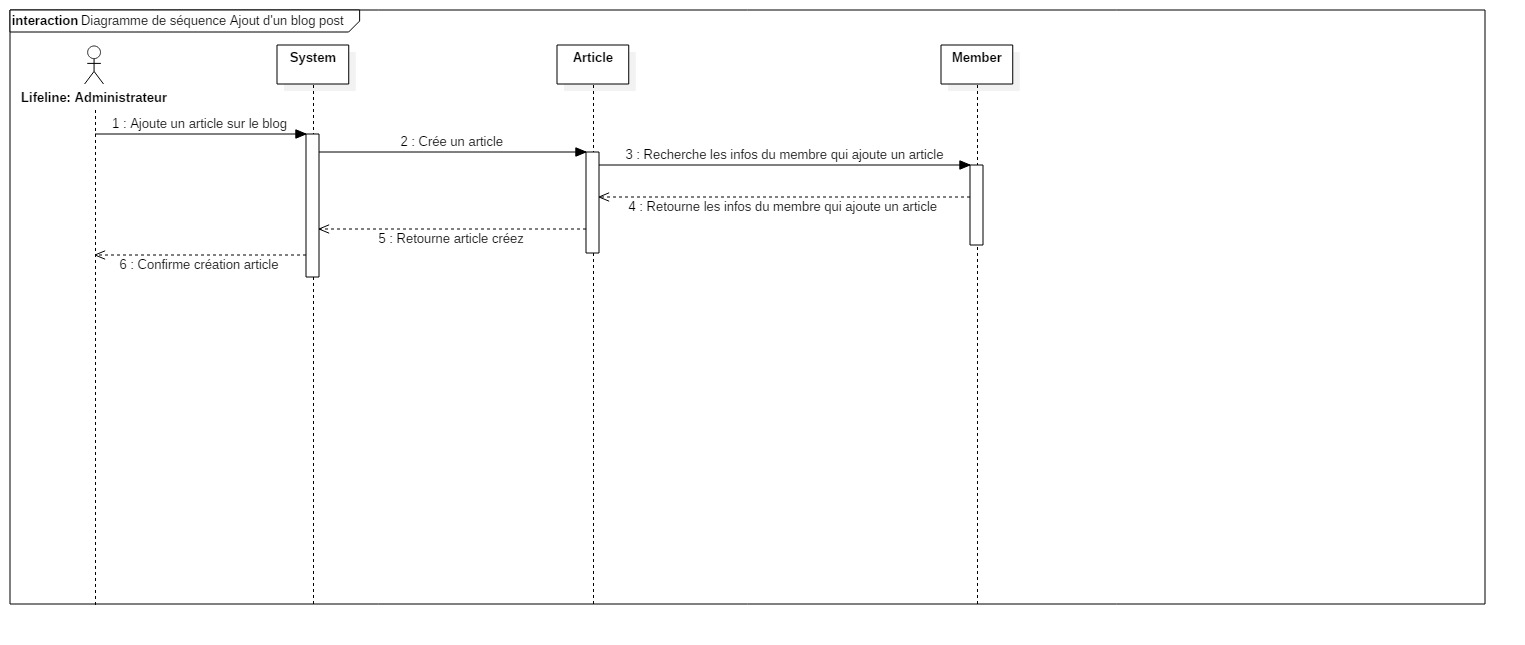 interaction Diagramme de séquence Ajout d'un blog post
System
Article
Member
Lifeline: Administrateur
1 : Ajoute un article sur le blog
2 : Crée un article
3 : Recherche les infos du membre qui ajoute un article
4 : Retourne les infos du membre qui ajoute un article
5 : Retourne article créez
6 : Confirme création article